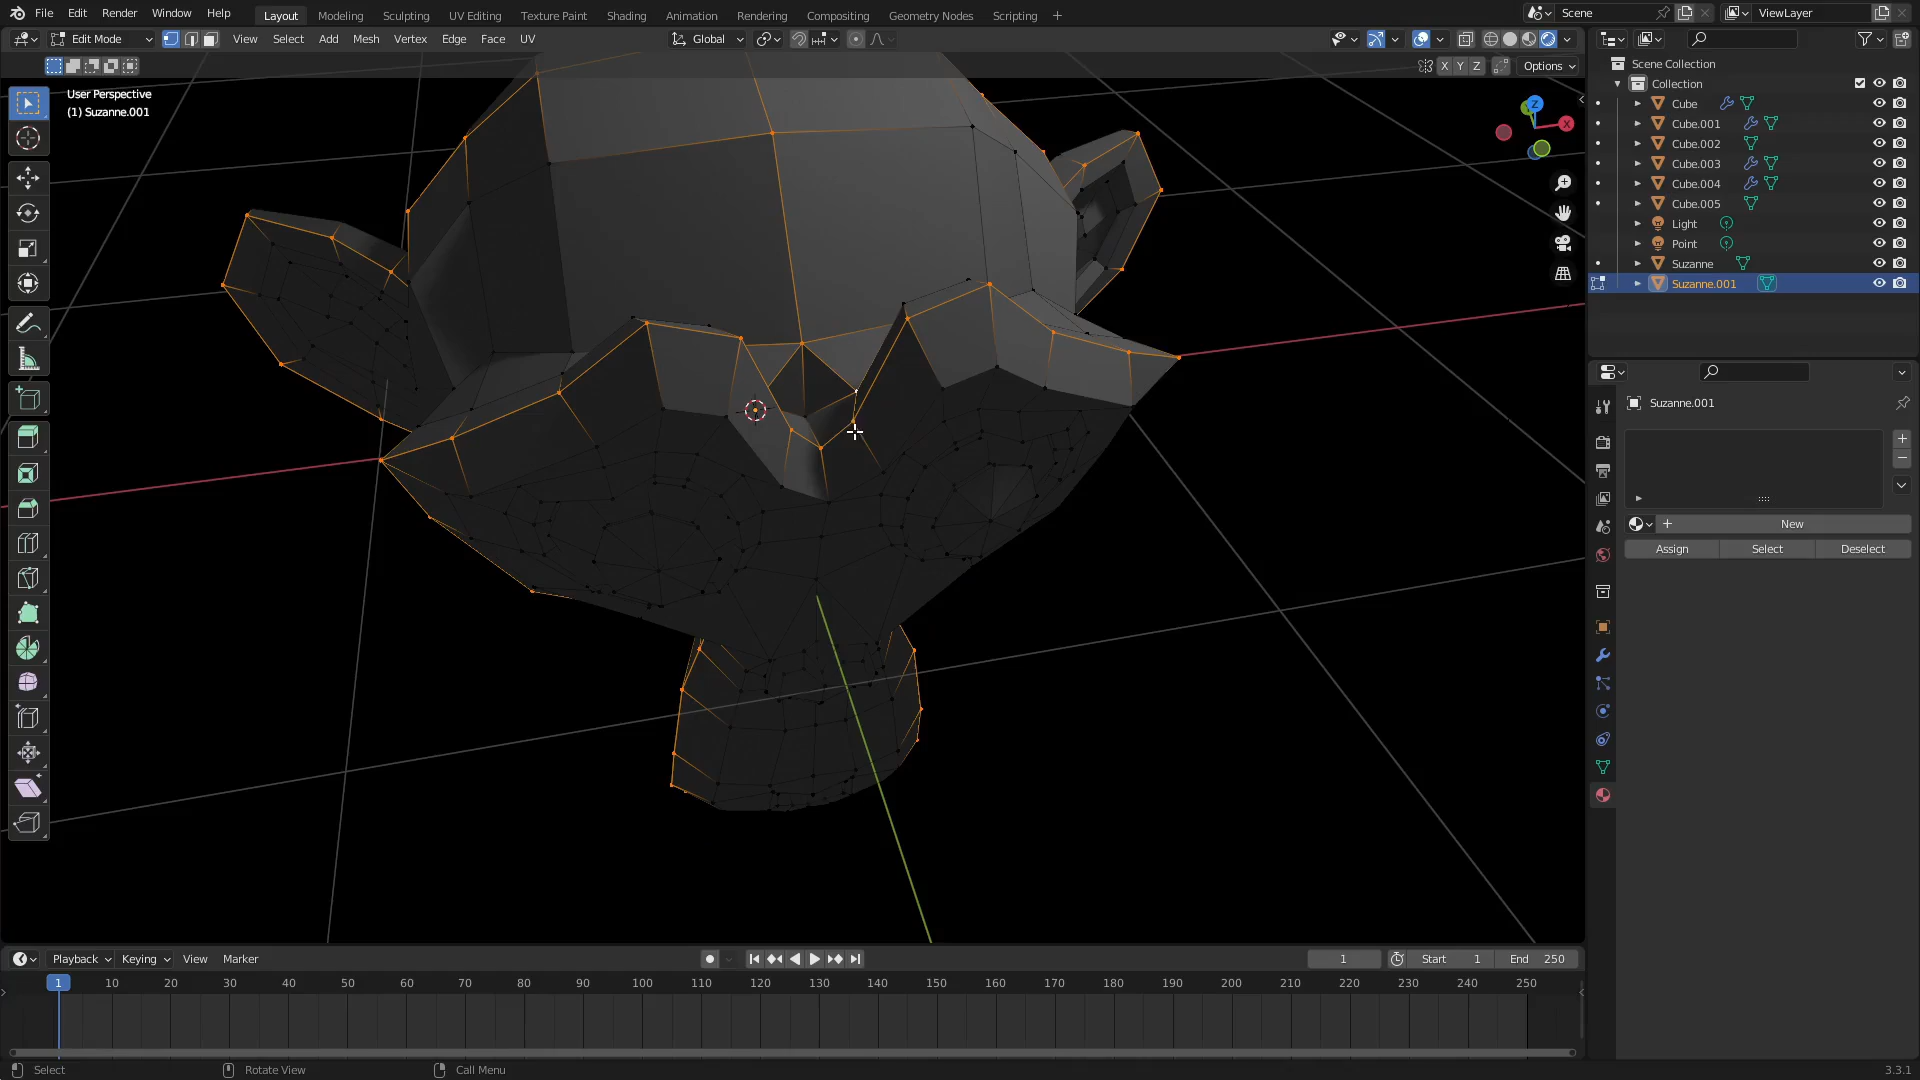 File Edit Render Window Help Layout Modeling Sculpting UV Editing Texture Paint Shading Animation Rendering Compositing Geometry Nodes Scripting + Scene ViewLayer
Edit Mode View Select Add Mesh Vertex Edge Face UV Global
X Y Z Options
User Perspective
(1) Suzanne.001
Z
X
Scene Collection
Collection
Cube
Cube.001
Cube.002
Cube.003
Cube.004
Cube.005
Light
Point
Suzanne
Suzanne.001
Suzanne.001
New
Assign Select Deselect
Playback Keying View Marker 1 Start 1 End 250
1 10 20 30 40 50 60 70 80 90 100 110 120 130 140 150 160 170 180 190 200 210 220 230 240 250
Select Rotate View Call Menu 3.3.1